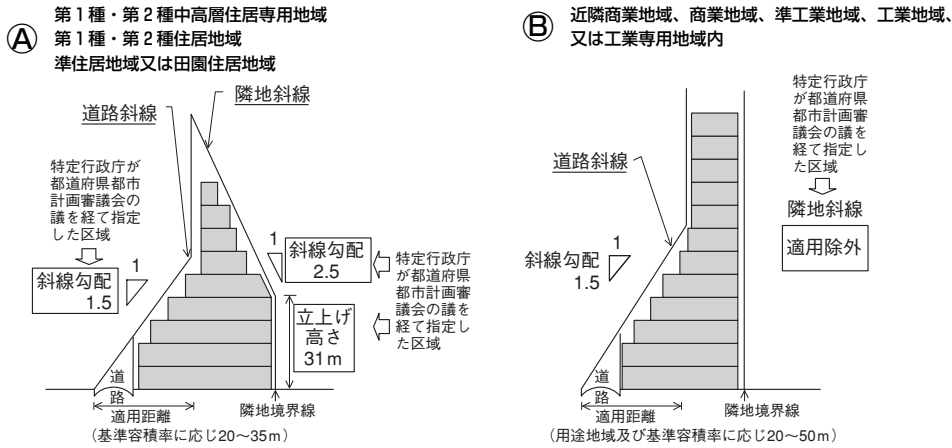 Ⓐ
第１種・第２種中高層住居専用地域
第１種・第２種住居地域
準住居地域又は田園住居地域
道路斜線
隣地斜線
特定行政庁が
都道府県都市
計画審議会の
議を経て指定
した区域
1
斜線勾配
1.5
1
斜線勾配
2.5
特定行政庁
が都道府県
都市計画審
議会の議を
経て指定し
た区域
立上げ
高さ
31ｍ
道
路
適用距離
隣地境界線
（基準容積率に応じ20～35ｍ）
Ⓑ
近隣商業地域、商業地域、準工業地域、工業地域、
又は工業専用地域内
道路斜線
1
斜線勾配
1.5
特定行政庁
が都道府県
都市計画審
議会の議を
経て指定し
た区域
隣地斜線
適用除外
道
路
適用距離
隣地境界線
（用途地域及び基準容積率に応じ20～50ｍ）